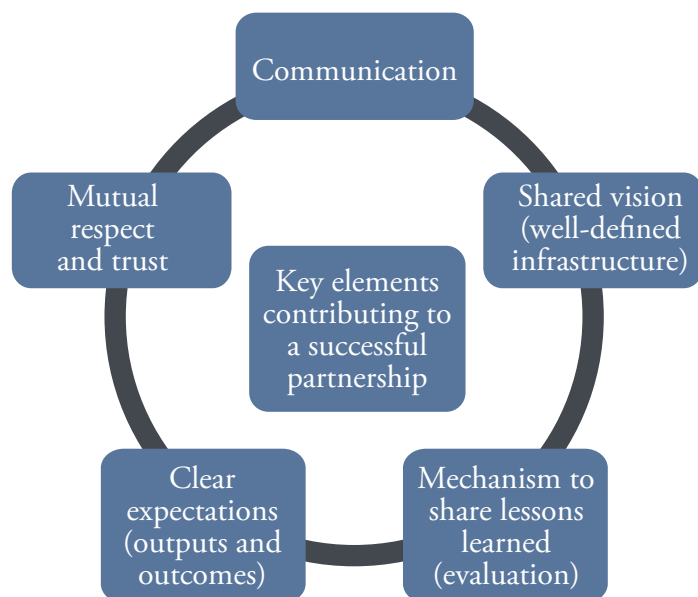 Communication
Mutual
respect
and trust
Shared vision
(well-defined
infrastructure)
Key elements
contributing to
a successful
partnership
Clear
expectations
(outputs and
outcomes)
Mechanism to
share lessons
learned
(evaluation)